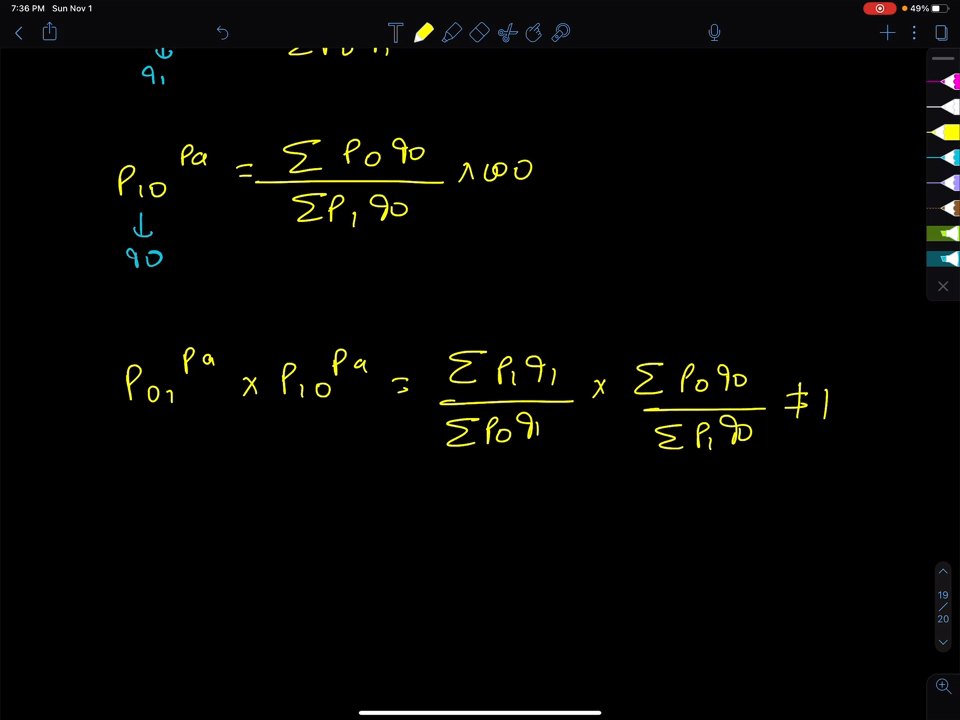 7:36 PM Sun Nov 1
49%
q1
P10^Pa = Σ P0 q0 / Σ P1 q0 × 100
↓
q0
P01^Pa × P10^Pa = Σ P1 q1 / Σ P0 q1 × Σ P0 q0 / Σ P1 q0 ≠ 1
19
/
20